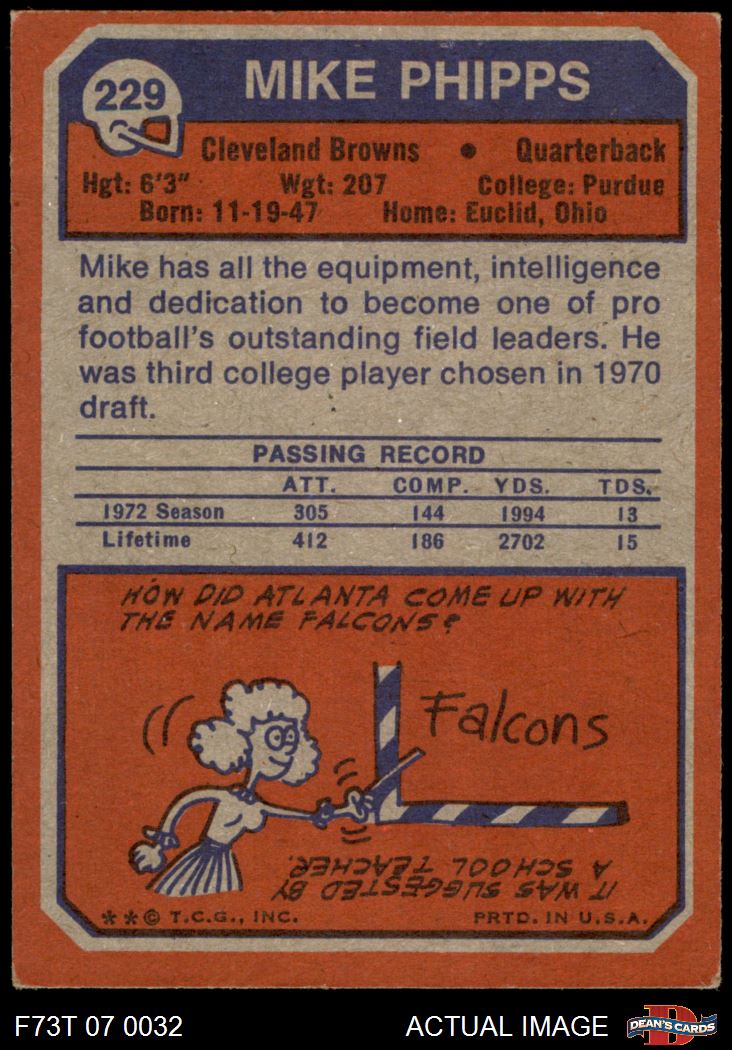 229
MIKE PHIPPS
Cleveland Browns • Quarterback
Hgt: 6'3" Wgt: 207 College: Purdue
Born: 11-19-47 Home: Euclid, Ohio
Mike has all the equipment, intelligence
and dedication to become one of pro
football's outstanding field leaders. He
was third college player chosen in 1970
draft.
PASSING RECORD
ATT. COMP. YDS. TDS.
1972 Season 305 144 1994 13
Lifetime 412 186 2702 15
HOW DID ATLANTA COME UP WITH
THE NAME FALCONS?
Falcons
IT WAS SUGGESTED BY
A SCHOOL TEACHER.
**© T.C.G., INC. PRTD. IN U.S.A.
F73T 07 0032 ACTUAL IMAGE
D
DEAN'S CARDS